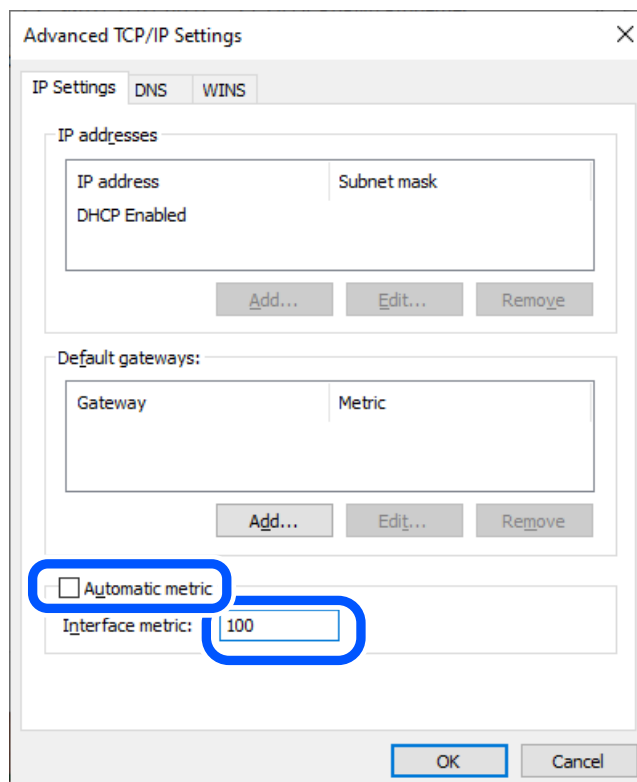 Advanced TCP/IP Settings
IP Settings DNS WINS
IP addresses
IP address Subnet mask
DHCP Enabled
Add... Edit... Remove
Default gateways:
Gateway Metric
Add... Edit... Remove
Automatic metric
Interface metric: 100
OK Cancel